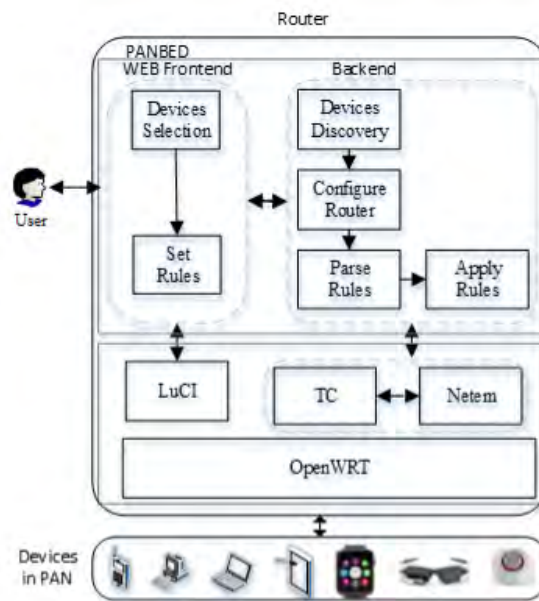 Router
PANBED
WEB Frontend
Backend
Devices
Selection
Devices
Discovery
Configure
Router
User
Set
Rules
Parse
Rules
Apply
Rules
LuCI
TC
Netem
OpenWRT
Devices
in PAN